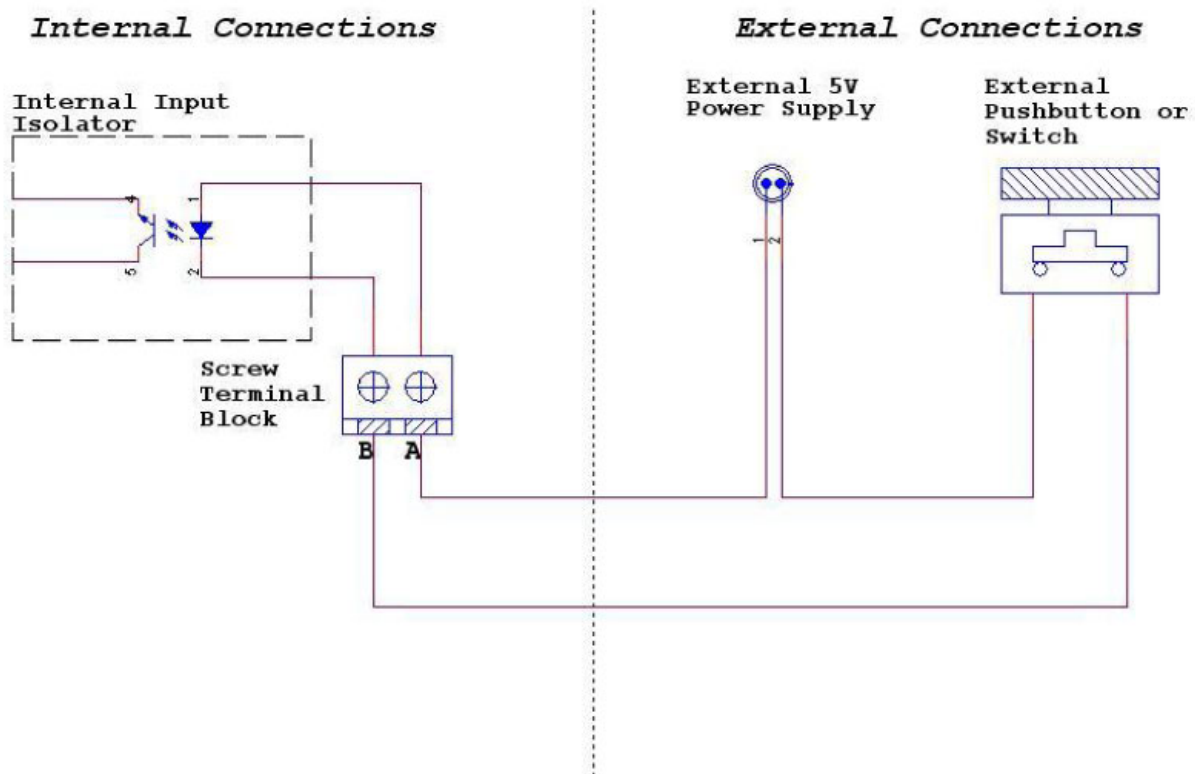 Internal Connections
External Connections
Internal Input
Isolator
External 5V
Power Supply
External
Pushbutton or
Switch
4
1
5
2
1
2
Screw
Terminal
Block
B A